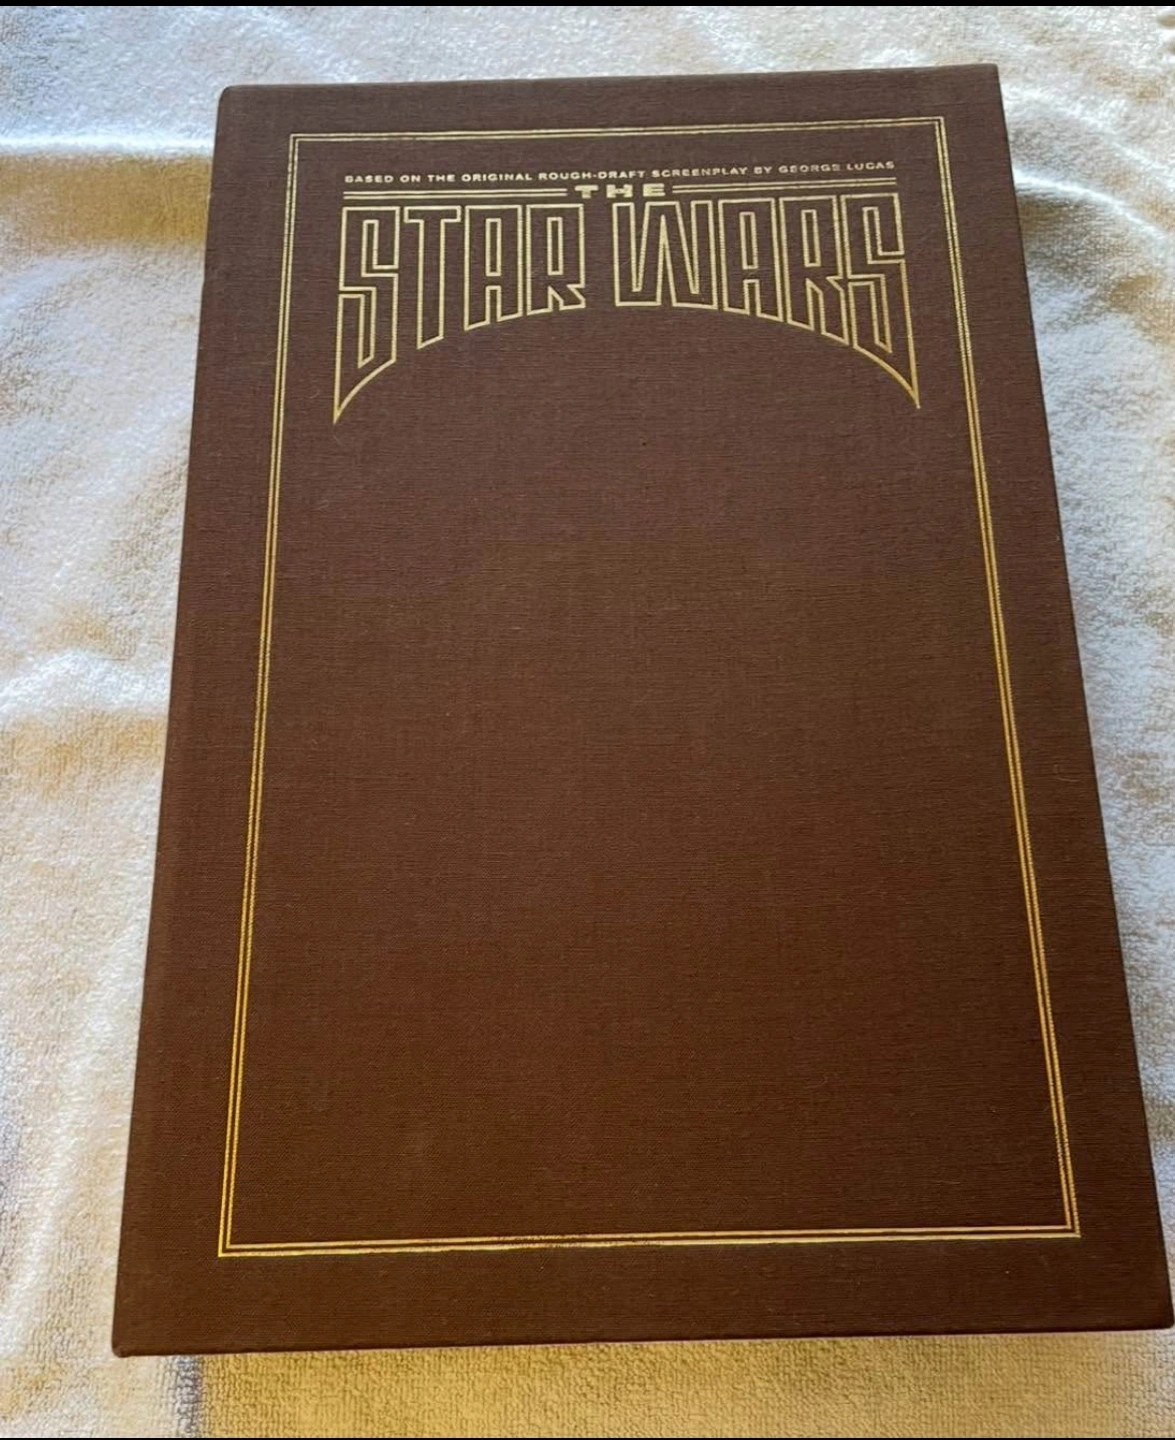 BASED ON THE ORIGINAL ROUGH-DRAFT SCREENPLAY BY GEORGE LUCAS
THE
STAR WARS